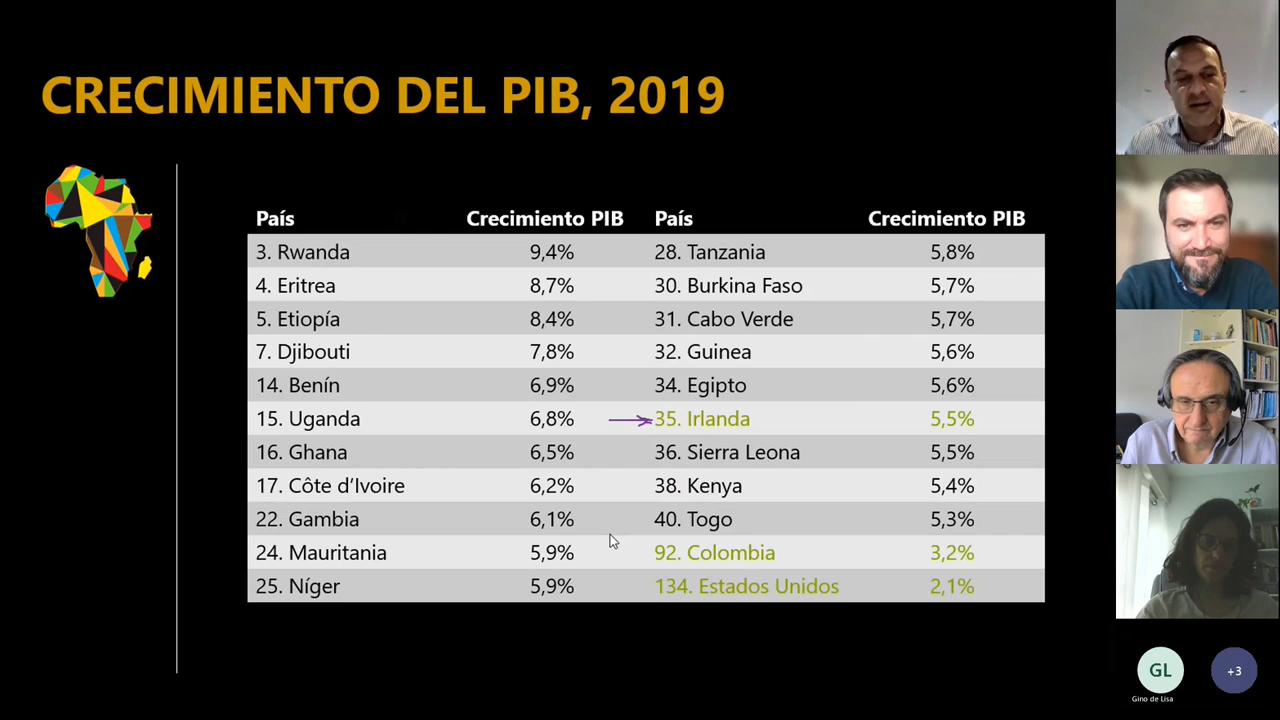 CRECIMIENTO DEL PIB, 2019
País Crecimiento PIB País Crecimiento PIB
3. Rwanda 9,4% 28. Tanzania 5,8%
4. Eritrea 8,7% 30. Burkina Faso 5,7%
5. Etiopía 8,4% 31. Cabo Verde 5,7%
7. Djibouti 7,8% 32. Guinea 5,6%
14. Benín 6,9% 34. Egipto 5,6%
15. Uganda 6,8% 35. Irlanda 5,5%
16. Ghana 6,5% 36. Sierra Leona 5,5%
17. Côte d'Ivoire 6,2% 38. Kenya 5,4%
22. Gambia 6,1% 40. Togo 5,3%
24. Mauritania 5,9% 92. Colombia 3,2%
25. Níger 5,9% 134. Estados Unidos 2,1%
GL +3
Gino de Lisa